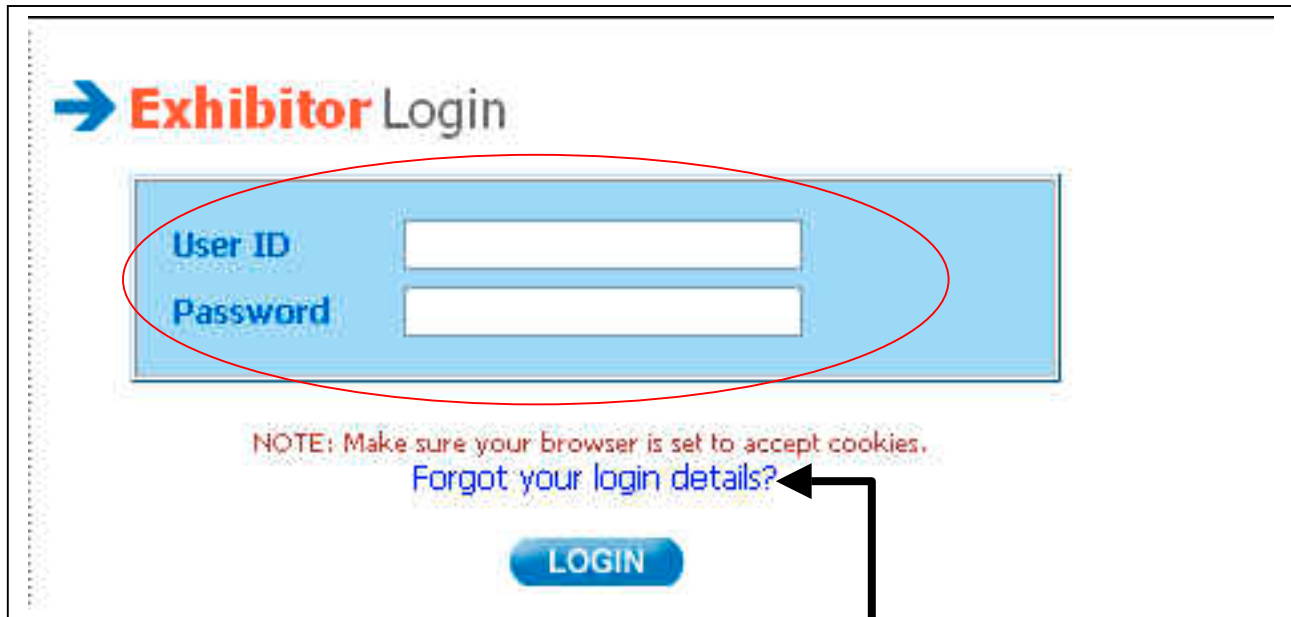 Exhibitor Login
User ID
Password
NOTE: Make sure your browser is set to accept cookies.
Forgot your login details?
LOGIN